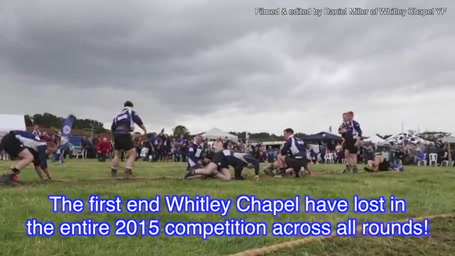 Filmed & edited by Daniel Miller of Whitley Chapel YF
The first end Whitley Chapel have lost in
the entire 2015 competition across all rounds!